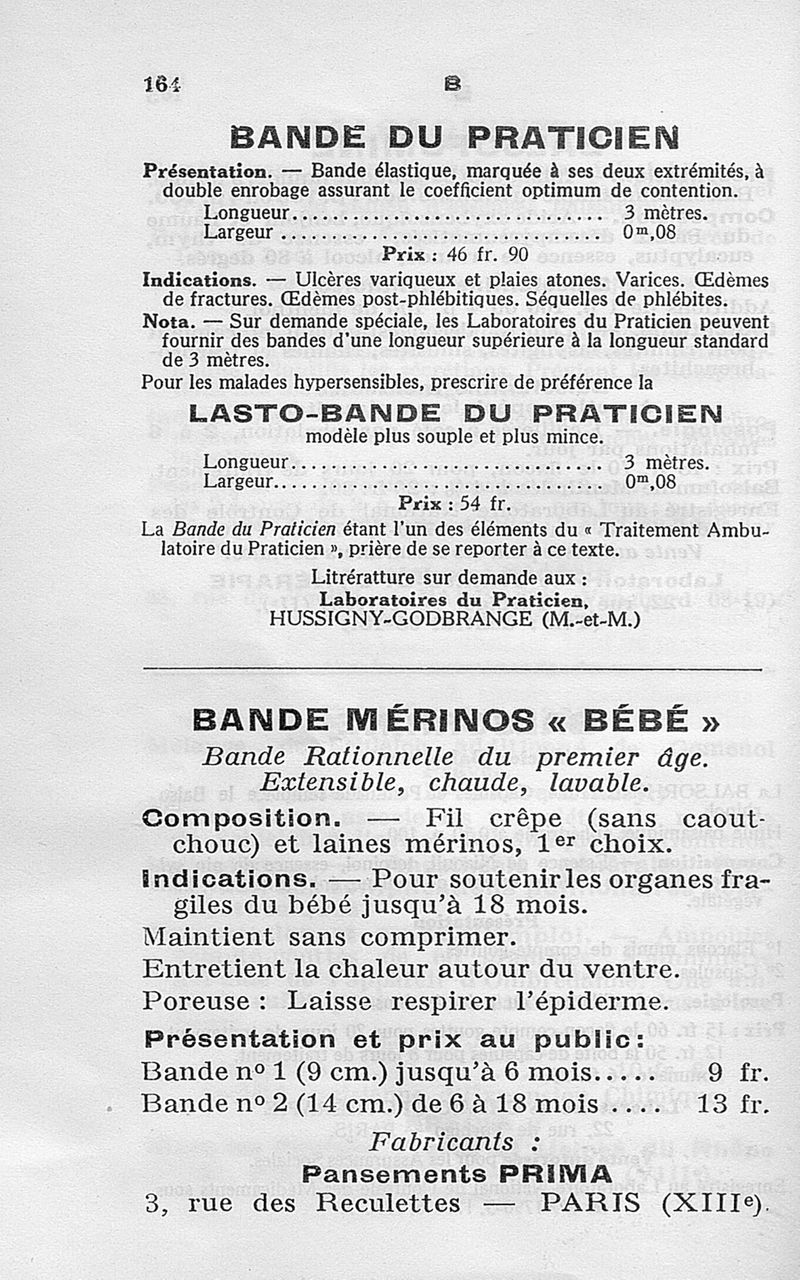 164
B
BANDE DU PRATICIEN
Présentation. — Bande élastique, marquée à ses deux extrémités, à
double enrobage assurant le coefficient optimum de contention.
Longueur.............................. 3 mètres.
Largeur .............................. 0m,08
Prix : 46 fr. 90
Indications. — Ulcères variqueux et plaies atones. Varices. Œdèmes
de fractures. Œdèmes post-phlébitiques. Séquelles de phlébites.
Nota. — Sur demande spéciale, les Laboratoires du Praticien peuvent
fournir des bandes d'une longueur supérieure à la longueur standard
de 3 mètres.
Pour les malades hypersensibles, prescrire de préférence la
LASTO-BANDE DU PRATICIEN
modèle plus souple et plus mince.
Longueur.............................. 3 mètres.
Largeur............................... 0m,08
Prix : 54 fr.
La Bande du Praticien étant l'un des éléments du « Traitement Ambu-
latoire du Praticien », prière de se reporter à ce texte.
Litrérattture sur demande aux :
Laboratoires du Praticien,
HUSSIGNY-GODBRANGE (M.-et-M.)
BANDE MÉRINOS « BÉBÉ »
Bande Rationnelle du premier âge.
Extensible, chaude, lavable.
Composition. — Fil crêpe (sans caout-
chouc) et laines mérinos, 1er choix.
Indications. — Pour soutenir les organes fra-
giles du bébé jusqu'à 18 mois.
Maintient sans comprimer.
Entretient la chaleur autour du ventre.
Poreuse : Laisse respirer l'épiderme.
Présentation et prix au public :
Bande no 1 (9 cm.) jusqu'à 6 mois..... 9 fr.
Bande no 2 (14 cm.) de 6 à 18 mois .... 13 fr.
Fabricants :
Pansements PRIMA
3, rue des Reculettes — PARIS (XIIIe).